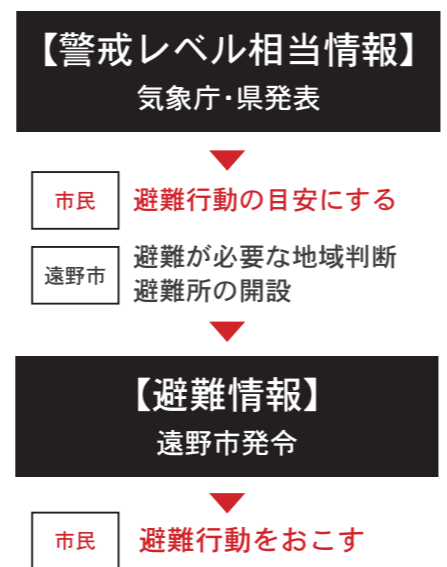 【警戒レベル相当情報】
気象庁・県発表
市民 避難行動の目安にする
遠野市 避難が必要な地域判断
避難所の開設
【避難情報】
遠野市発令
市民 避難行動をおこす